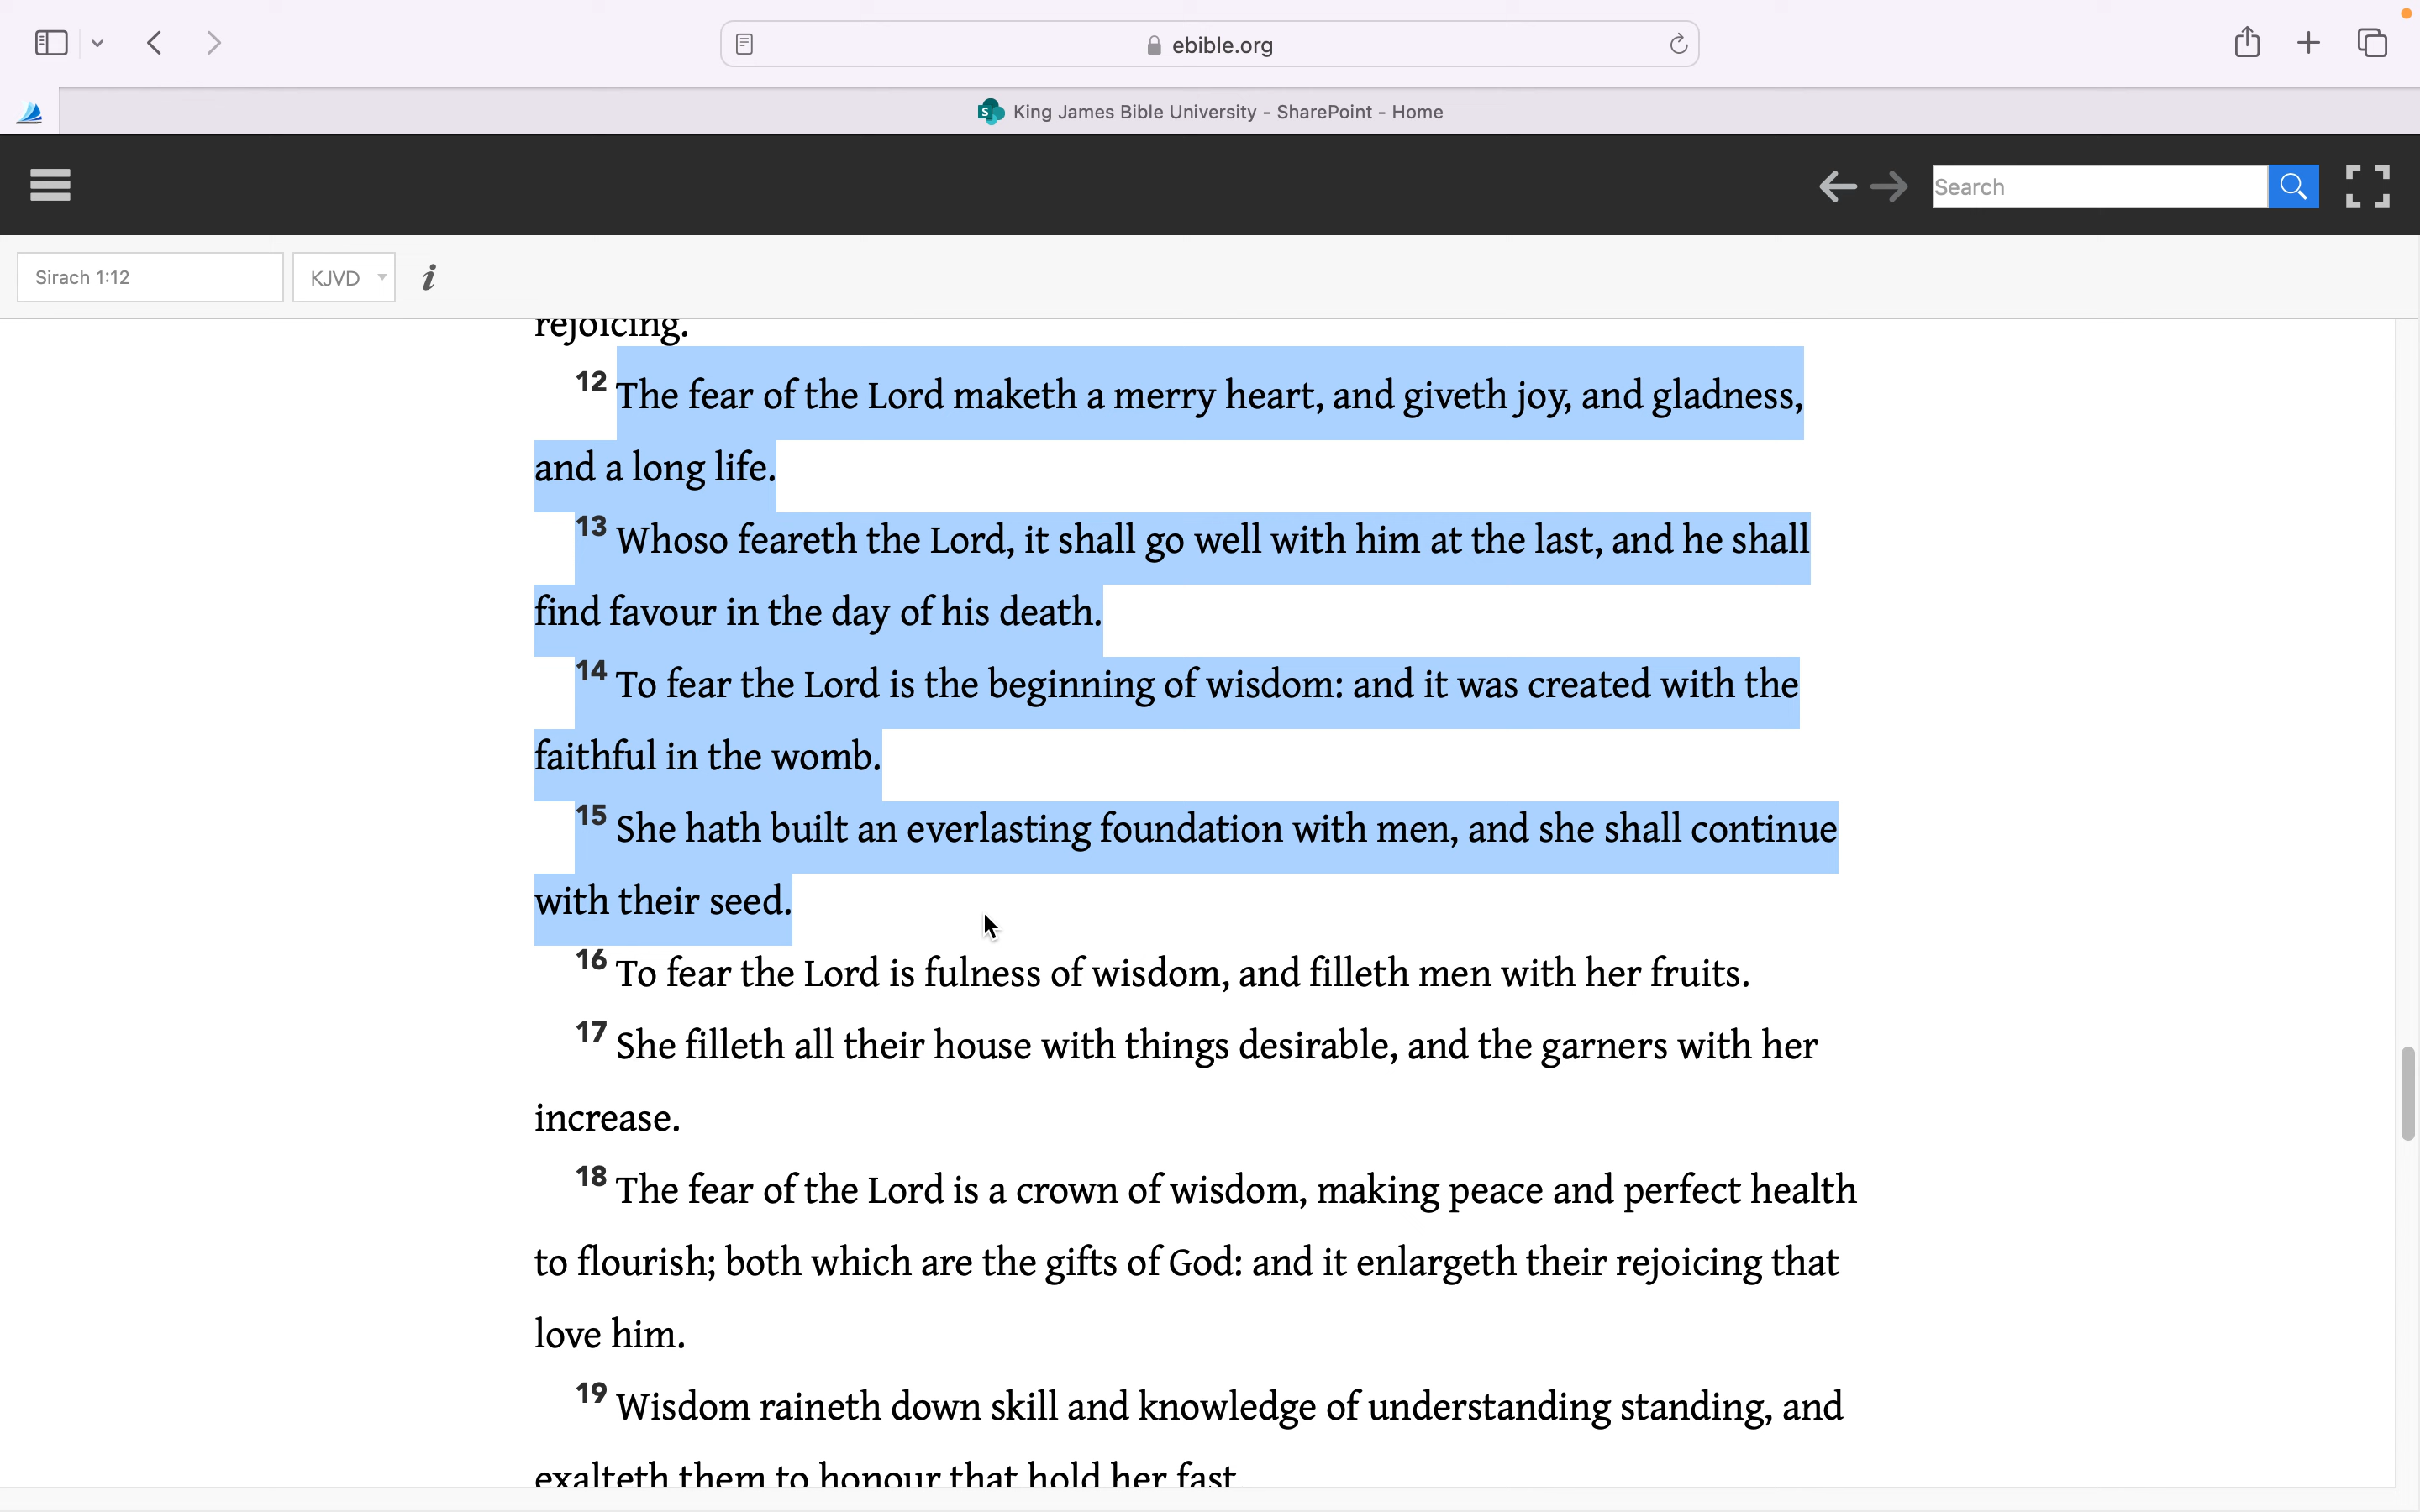 ebible.org
King James Bible University - SharePoint - Home
Search
Sirach 1:12 KJVD i
rejoicing.
12 The fear of the Lord maketh a merry heart, and giveth joy, and gladness,
and a long life.
13 Whoso feareth the Lord, it shall go well with him at the last, and he shall
find favour in the day of his death.
14 To fear the Lord is the beginning of wisdom: and it was created with the
faithful in the womb.
15 She hath built an everlasting foundation with men, and she shall continue
with their seed.
16 To fear the Lord is fulness of wisdom, and filleth men with her fruits.
17 She filleth all their house with things desirable, and the garners with her
increase.
18 The fear of the Lord is a crown of wisdom, making peace and perfect health
to flourish; both which are the gifts of God: and it enlargeth their rejoicing that
love him.
19 Wisdom raineth down skill and knowledge of understanding standing, and
exalteth them to honour that hold her fast